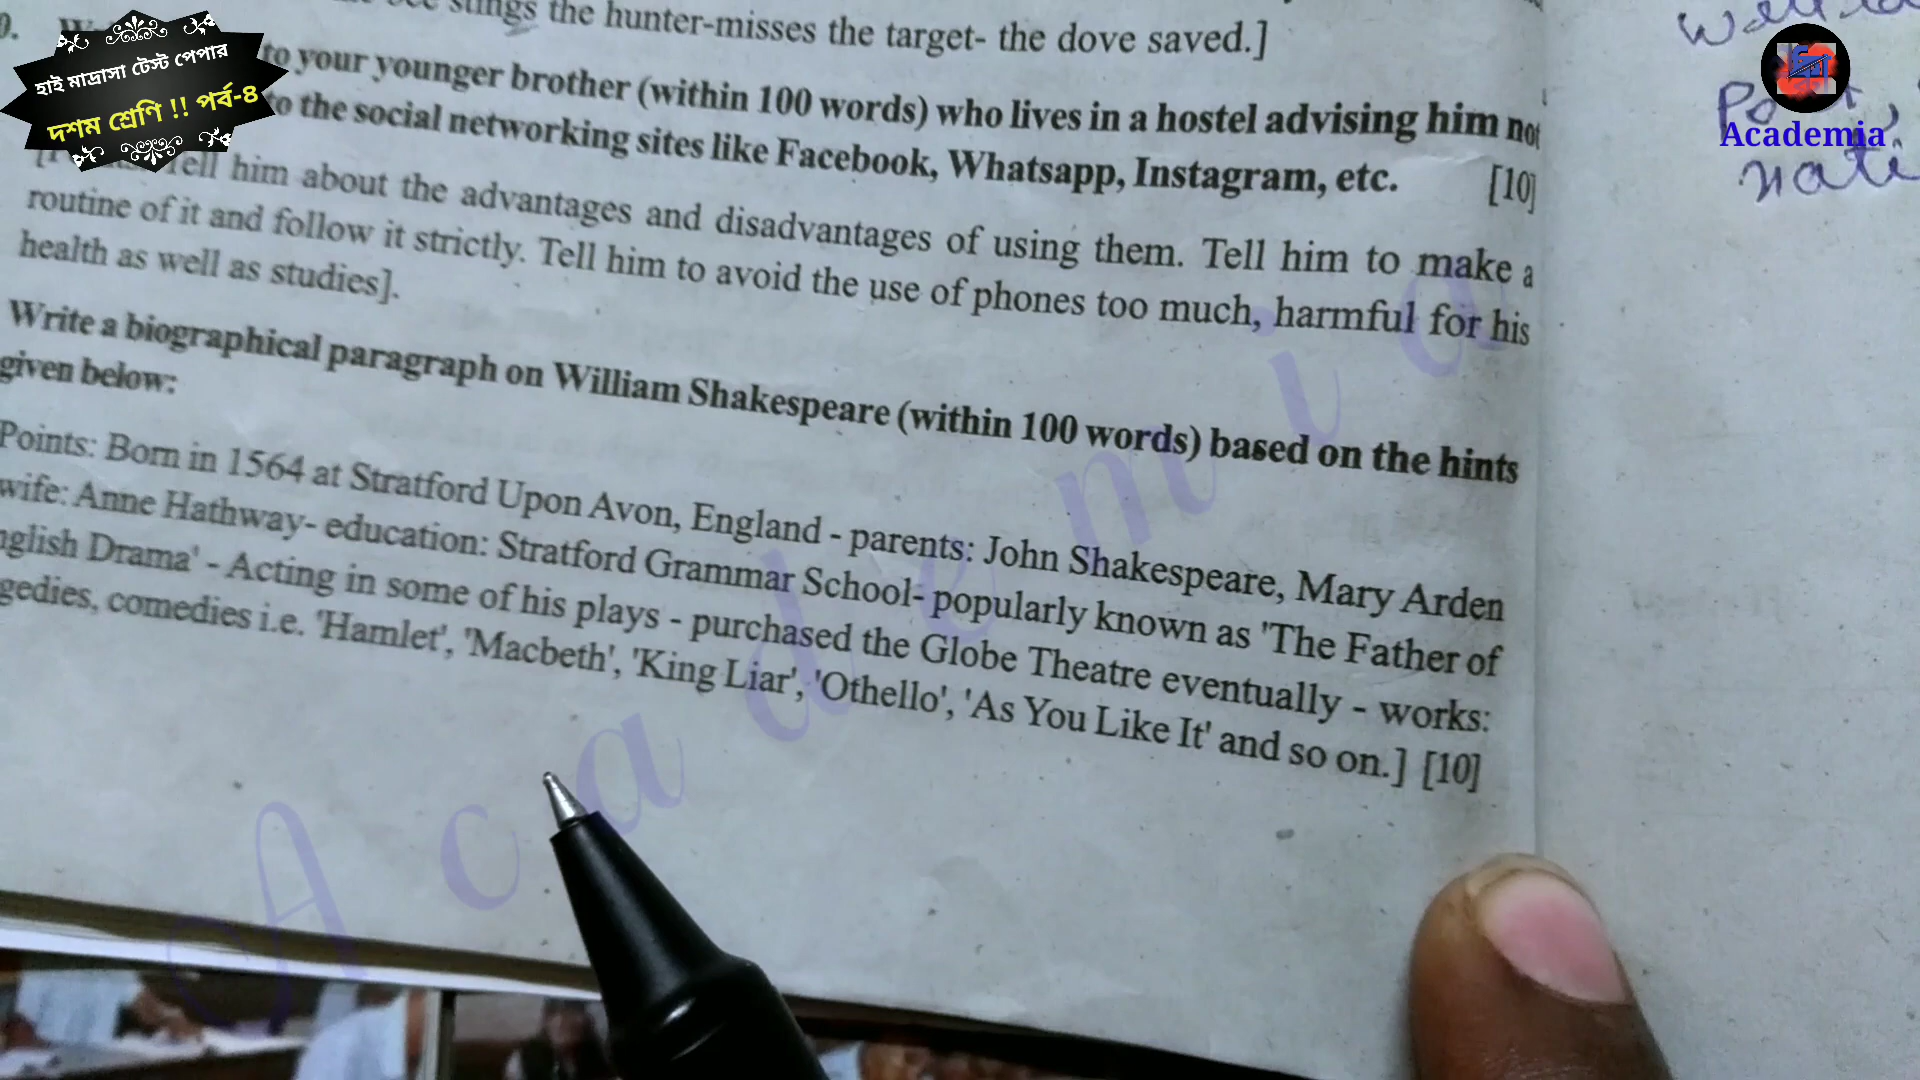 stings the hunter-misses the target- the dove saved.]
to your younger brother (within 100 words) who lives in a hostel advising him not
to the social networking sites like Facebook, Whatsapp, Instagram, etc. [10]
Tell him about the advantages and disadvantages of using them. Tell him to make a
routine of it and follow it strictly. Tell him to avoid the use of phones too much, harmful for his
health as well as studies].
Write a biographical paragraph on William Shakespeare (within 100 words) based on the hints
given below:
Points: Born in 1564 at Stratford Upon Avon, England - parents: John Shakespeare, Mary Arden
wife: Anne Hathway- education: Stratford Grammar School- popularly known as 'The Father of
nglish Drama' - Acting in some of his plays - purchased the Globe Theatre eventually - works:
gedies, comedies i.e. 'Hamlet', 'Macbeth', 'King Liar', 'Othello', 'As You Like It' and so on.] [10]
হাই মাদ্রাসা টেস্ট পেপার
দশম শ্রেণি !! পর্ব-৪
Academia
Academia